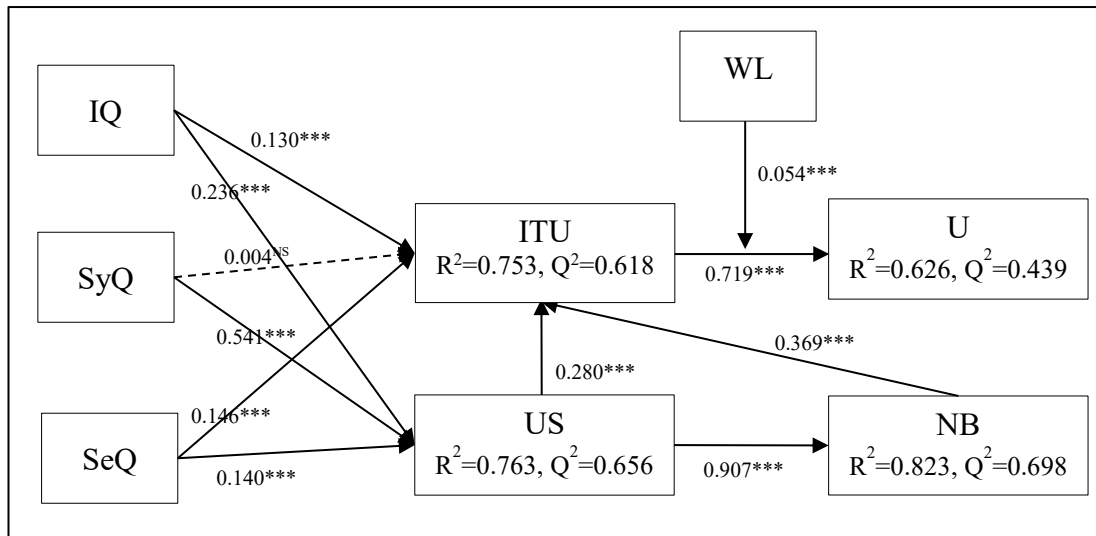 WL
IQ
0.130***
0.236***
0.054***
ITU
R²=0.753, Q²=0.618
U
R²=0.626, Q²=0.439
0.004ᴺˢ
SyQ
0.719***
0.541***
0.369***
0.280***
0.146***
SeQ
US
R²=0.763, Q²=0.656
NB
R²=0.823, Q²=0.698
0.140***
0.907***